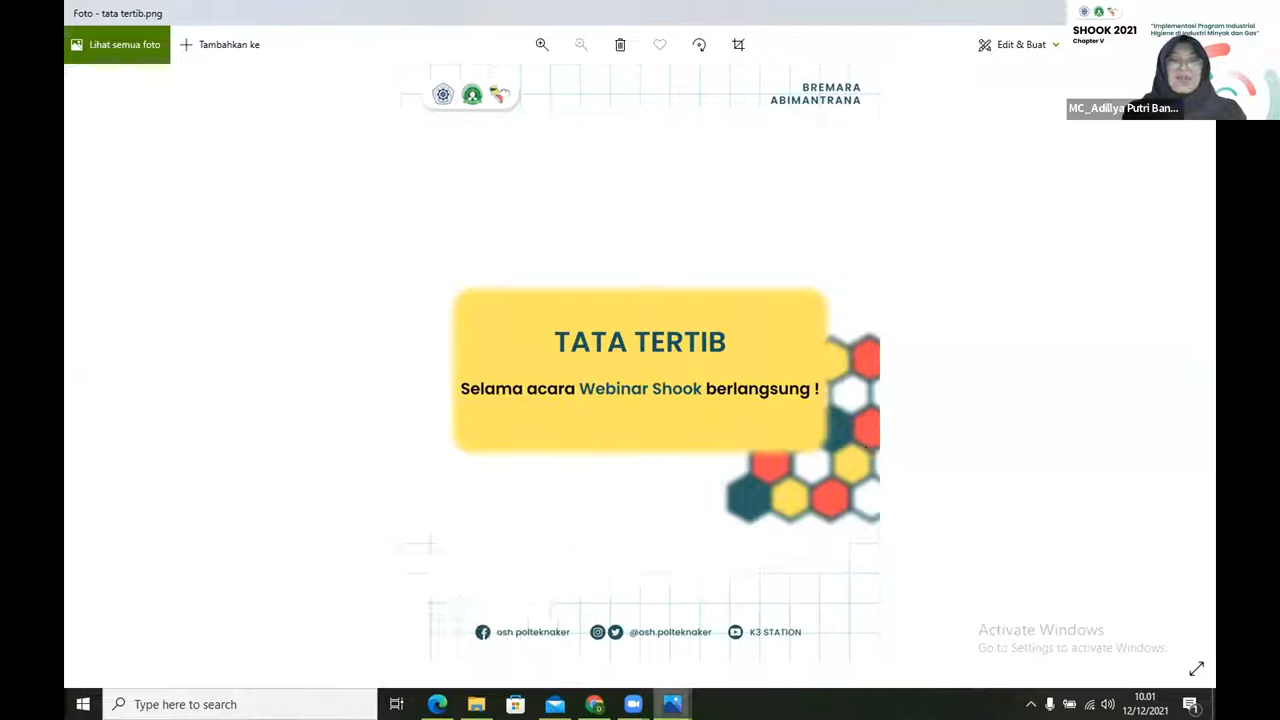 Foto - tata tertib.png
Lihat semua foto
Tambahkan ke
Edit & Buat
SHOOK 2021
Chapter V
"Implementasi Program Industrial
Higiene di Industri Minyak dan Gas"
MC_Adillya Putri Ban...
BREMARA
ABIMANTRANA
TATA TERTIB
Selama acara Webinar Shook berlangsung !
osh.polteknaker
@osh.polteknaker
K3 STATION
Activate Windows
Go to Settings to activate Windows.
Type here to search
10.01
12/12/2021
1